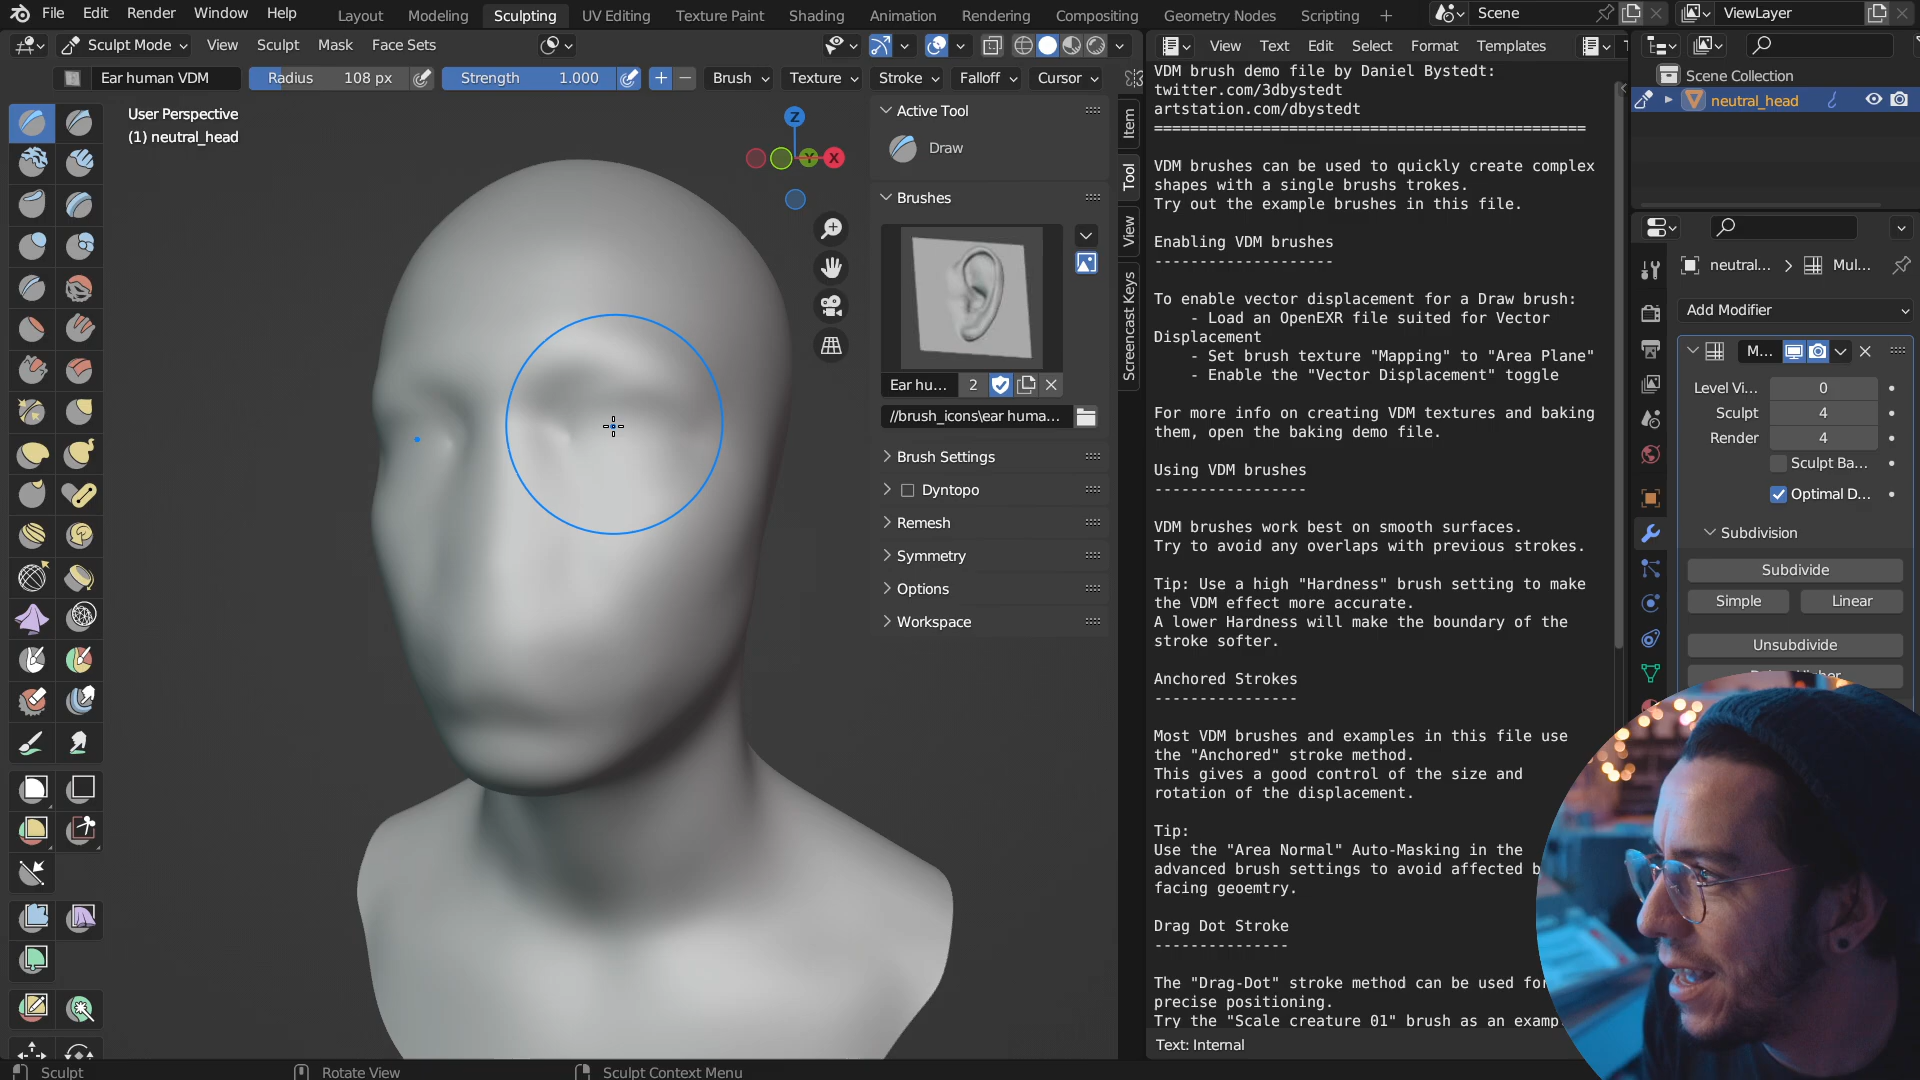 File Edit Render Window Help Layout Modeling Sculpting UV Editing Texture Paint Shading Animation Rendering Compositing Geometry Nodes Scripting + Scene ViewLayer
Sculpt Mode View Sculpt Mask Face Sets
View Text Edit Select Format Templates
Ear human VDM Radius 108 px Strength 1.000 Brush Texture Stroke Falloff Cursor
User Perspective
(1) neutral_head
Z
Y
X
Active Tool
Draw
Brushes
Ear hu... 2
//brush_icons\ear huma...
Brush Settings
Dyntopo
Remesh
Symmetry
Options
Workspace
Item
Tool
View
Screencast Keys
VDM brush demo file by Daniel Bystedt:
twitter.com/3dbystedt
artstation.com/dbystedt
================================================
VDM brushes can be used to quickly create complex
shapes with a single brushs trokes.
Try out the example brushes in this file.
Enabling VDM brushes
--------------------
To enable vector displacement for a Draw brush:
- Load an OpenEXR file suited for Vector
Displacement
- Set brush texture "Mapping" to "Area Plane"
- Enable the "Vector Displacement" toggle
For more info on creating VDM textures and baking
them, open the baking demo file.
Using VDM brushes
-----------------
VDM brushes work best on smooth surfaces.
Try to avoid any overlaps with previous strokes.
Tip: Use a high "Hardness" brush setting to make
the VDM effect more accurate.
A lower Hardness will make the boundary of the
stroke softer.
Anchored Strokes
----------------
Most VDM brushes and examples in this file use
the "Anchored" stroke method.
This gives a good control of the size and
rotation of the displacement.
Tip:
Use the "Area Normal" Auto-Masking in the
advanced brush settings to avoid affected b
facing geoemtry.
Drag Dot Stroke
---------------
The "Drag-Dot" stroke method can be used for
precise positioning.
Try the "Scale creature 01" brush as an examp
Text: Internal
Scene Collection
neutral_head
neutral... Mul...
Add Modifier
M...
Level Vi... 0
Sculpt 4
Render 4
Sculpt Ba...
Optimal D...
Subdivision
Subdivide
Simple Linear
Unsubdivide
Sculpt Rotate View Sculpt Context Menu